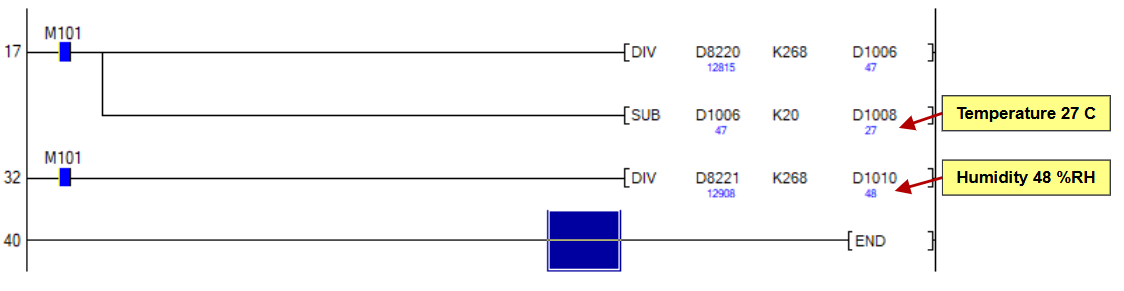 M101
17 [DIV D8220 K268 D1006 ]
12815 47
[SUB D1006 K20 D1008 ] Temperature 27 C
47 27
M101
32 [DIV D8221 K268 D1010 ] Humidity 48 %RH
12908 48
40 [END ]